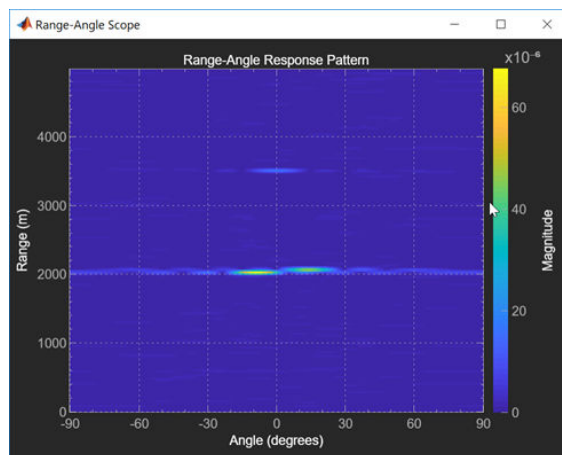 Range-Angle Scope
Range-Angle Response Pattern
x10⁻⁶
60
40
20
0
Magnitude
4000
3000
2000
1000
0
Range (m)
-90
-60
-30
0
30
60
90
Angle (degrees)